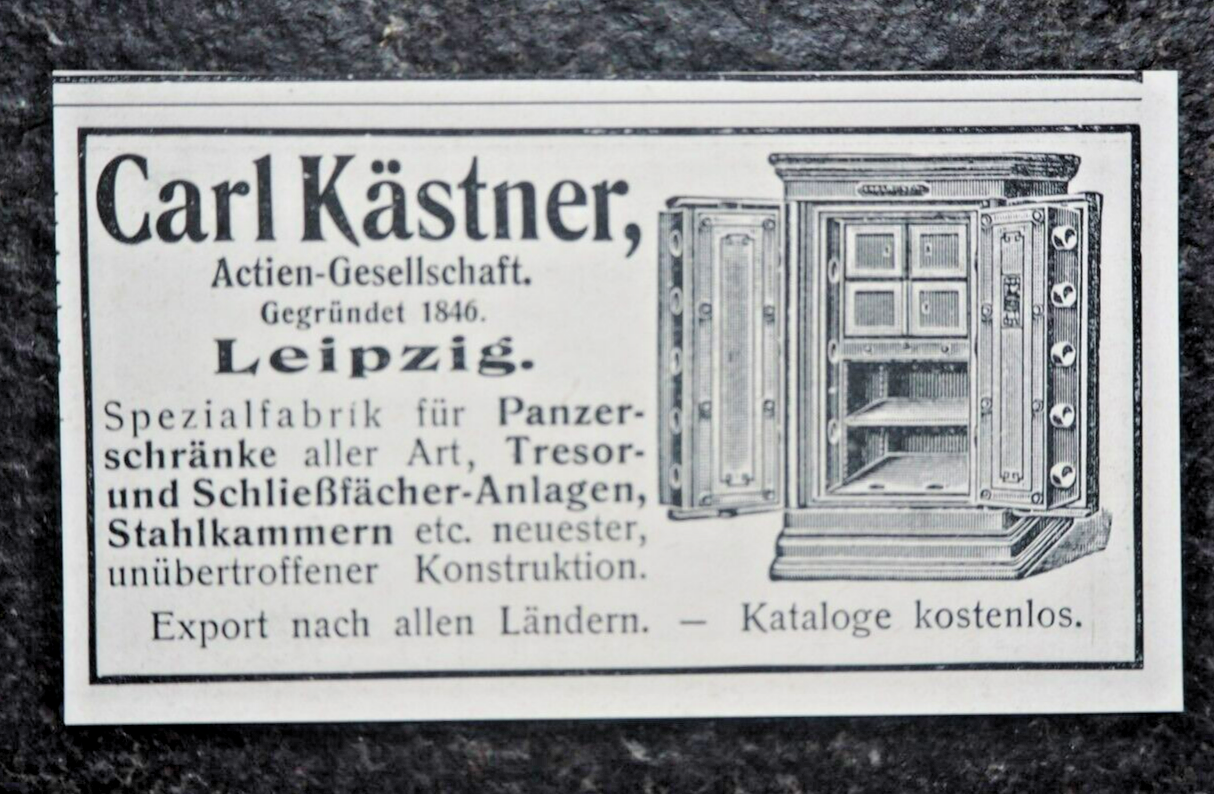 Carl Kästner,
Actien-Gesellschaft.
Gegründet 1846.
Leipzig.
Spezialfabrik für Panzer-
schränke aller Art, Tresor-
und Schließfächer-Anlagen,
Stahlkammern etc. neuester,
unübertroffener Konstruktion.
Export nach allen Ländern. — Kataloge kostenlos.